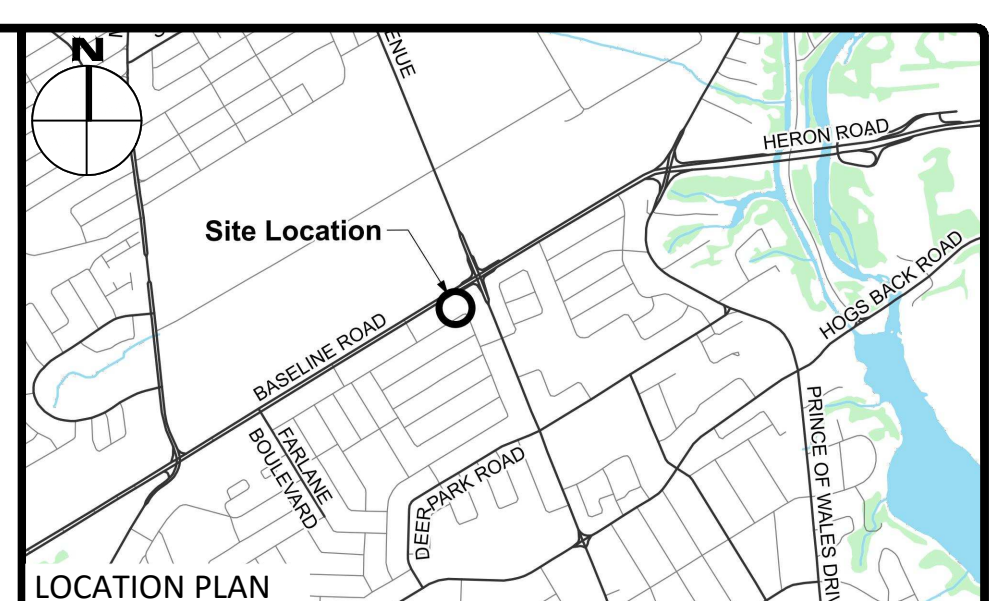 N
ENUE
HERON ROAD
Site Location
HOGS BACK ROAD
BASELINE ROAD
FARLANE
BOULEVARD
PRINCE OF WALES DRIV
DEER PARK ROAD
LOCATION PLAN